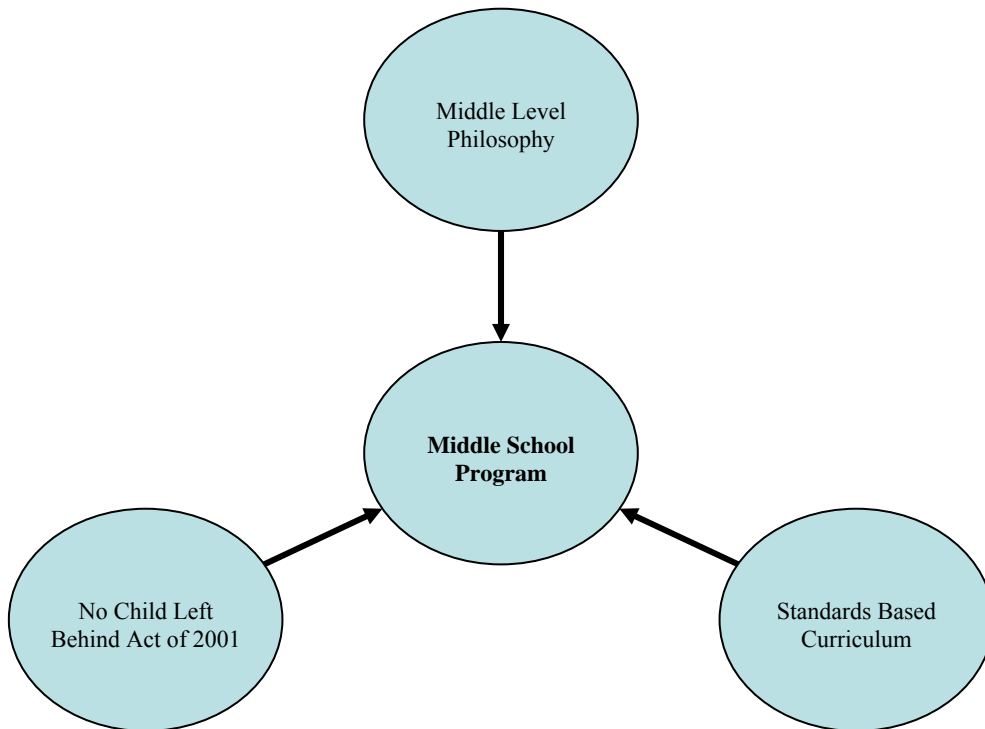 Middle Level
Philosophy
Middle School
Program
No Child Left
Behind Act of 2001
Standards Based
Curriculum